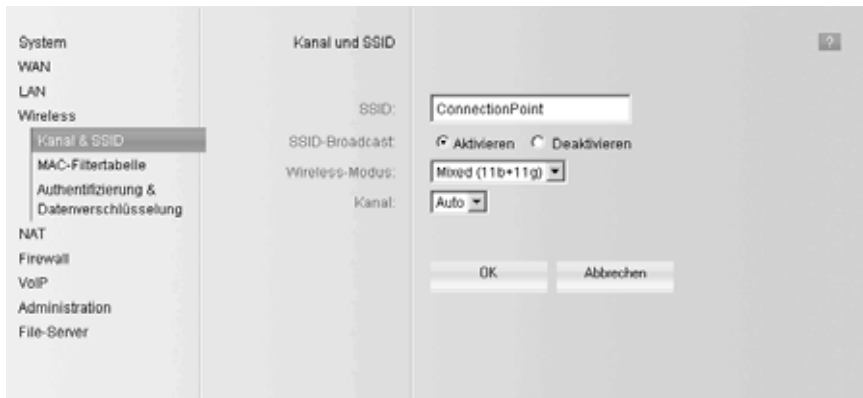 System
WAN
LAN
Wireless
Kanal & SSID
MAC-Filtertabelle
Authentifizierung &
Datenverschlüsselung
NAT
Firewall
VoIP
Administration
File-Server
Kanal und SSID
?
SSID: ConnectionPoint
SSID-Broadcast: Aktivieren Deaktivieren
Wireless-Modus: Mixed (11b+11g)
Kanal: Auto
OK Abbrechen